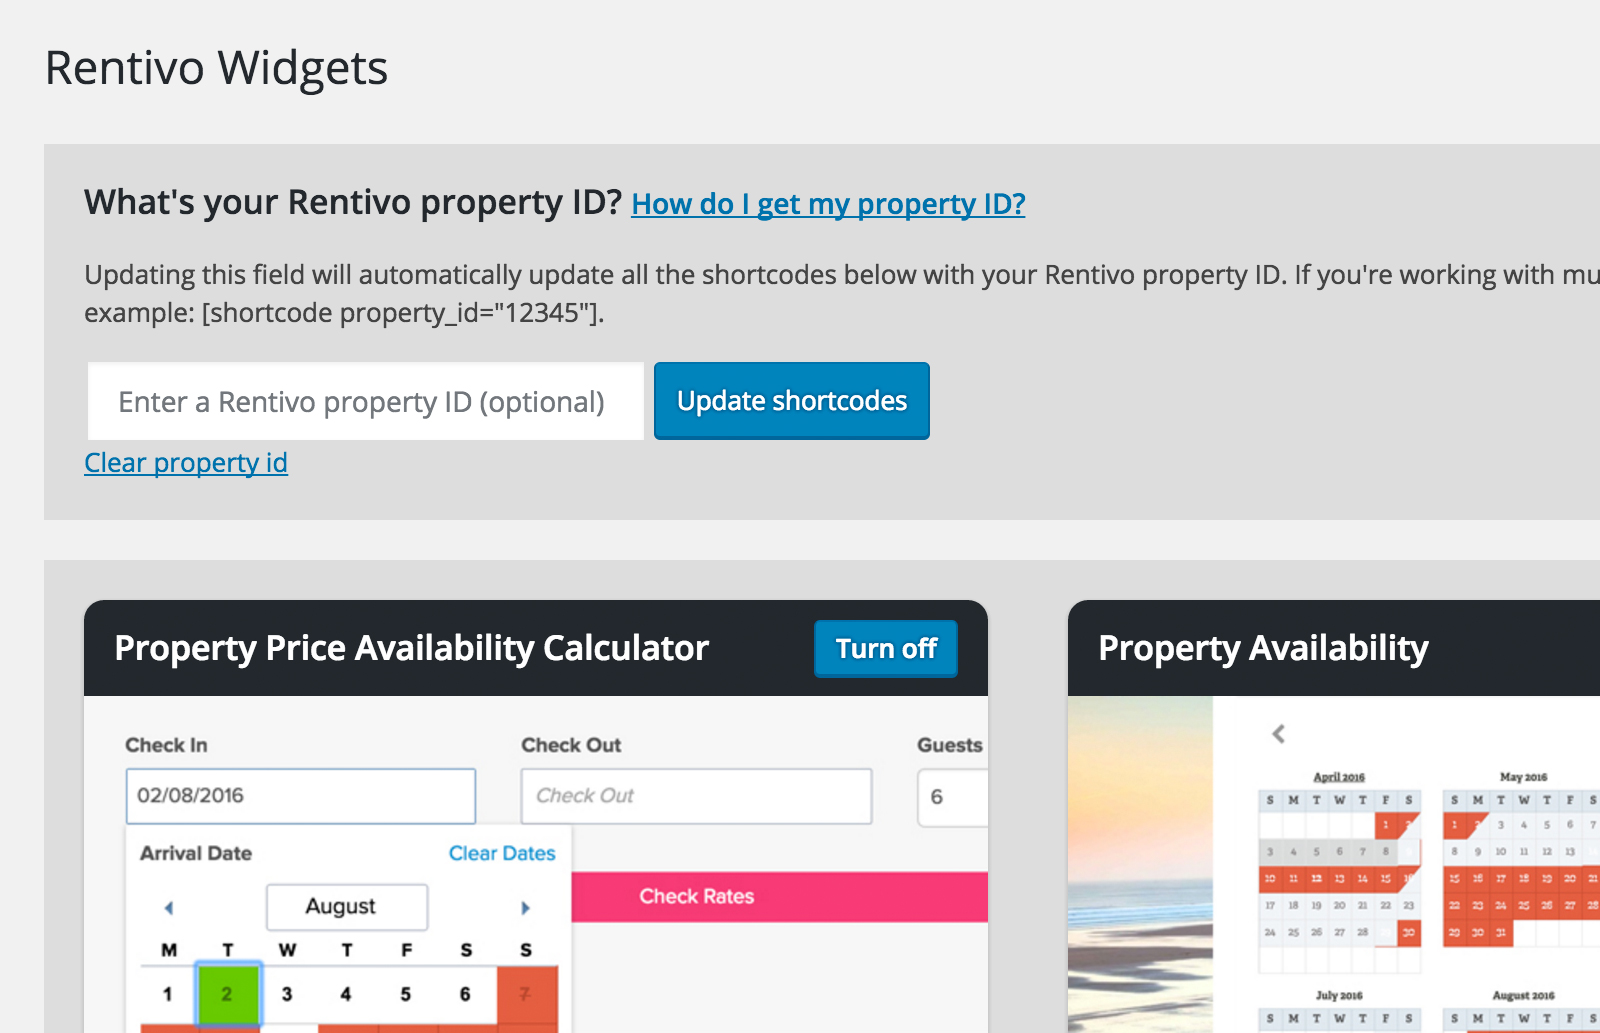 Rentivo Widgets
What's your Rentivo property ID? How do I get my property ID?
Updating this field will automatically update all the shortcodes below with your Rentivo property ID. If you're working with mu
example: [shortcode property_id="12345"].
Enter a Rentivo property ID (optional) Update shortcodes
Clear property id
Property Price Availability Calculator Turn off
Check In Check Out Guests
02/08/2016 Check Out 6
Arrival Date Clear Dates
August
Check Rates
M T W T F S S
1 2 3 4 5 6 7
Property Availability
April 2016
S M T W T F S
1 2
3 4 5 6 7 8
10 11 12 13 14 15 16
17 18 19 20 21 22 23
24 25 26 27 28 30
May 2016
S M T W T F S
1 2 3 4 5 6 7
8 9 10 11 12 13
15 16 17 18 19 20 21
22 23 24 25 26 27 28
29 30 31
July 2016
S M T W T F S
August 2016
S M T W T F S